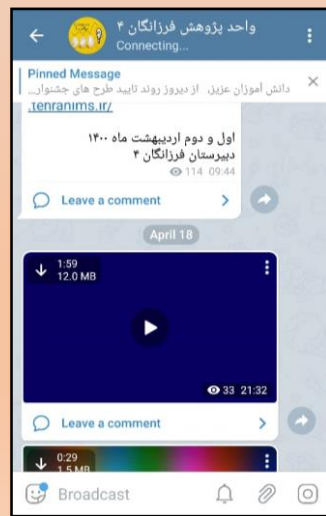 واحد پژوهش فرزانگان ۴
Connecting...
Pinned Message
دانش آموزان عزیز، از دیروز روند تایید طرح های جشنوار...
.tehranims.ir/
اول و دوم اردیبهشت ماه ۱۴۰۰
دبیرستان فرزانگان ۴
114 09:44
Leave a comment
April 18
1:59
12.0 MB
33 21:32
Leave a comment
0:29
1.5 MB
Broadcast